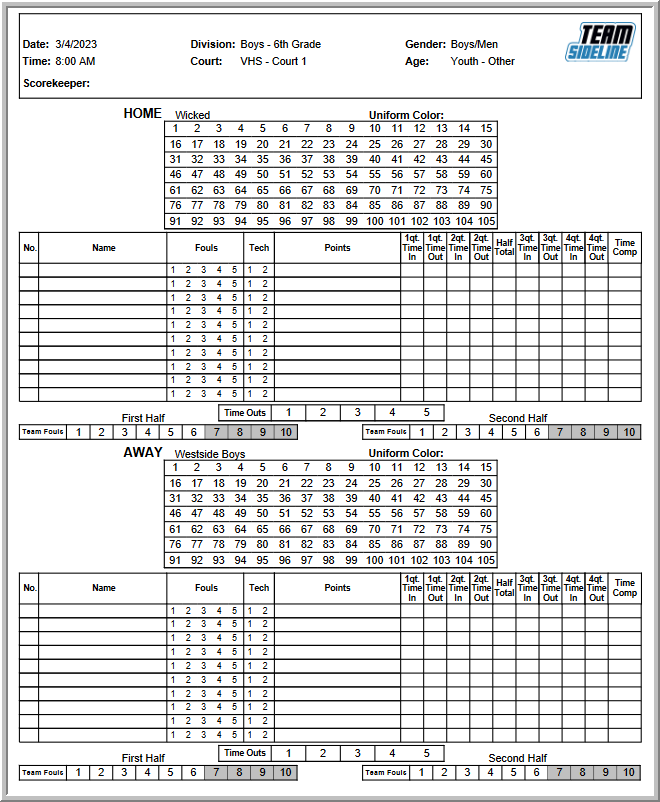 Date: 3/4/2023 Division: Boys - 6th Grade Gender: Boys/Men
TEAM SIDELINE
Time: 8:00 AM Court: VHS - Court 1 Age: Youth - Other
Scorekeeper:
HOME Wicked Uniform Color:
1 2 3 4 5 6 7 8 9 10 11 12 13 14 15
16 17 18 19 20 21 22 23 24 25 26 27 28 29 30
31 32 33 34 35 36 37 38 39 40 41 42 43 44 45
46 47 48 49 50 51 52 53 54 55 56 57 58 59 60
61 62 63 64 65 66 67 68 69 70 71 72 73 74 75
76 77 78 79 80 81 82 83 84 85 86 87 88 89 90
91 92 93 94 95 96 97 98 99 100 101 102 103 104 105
No. Name Fouls Tech Points 1qt. Time In 1qt. Time Out 2qt. Time In 2qt. Time Out Half Total 3qt. Time In 3qt. Time Out 4qt. Time In 4qt. Time Out Time Comp
1 2 3 4 5 1 2
1 2 3 4 5 1 2
1 2 3 4 5 1 2
1 2 3 4 5 1 2
1 2 3 4 5 1 2
1 2 3 4 5 1 2
1 2 3 4 5 1 2
1 2 3 4 5 1 2
1 2 3 4 5 1 2
1 2 3 4 5 1 2
First Half Time Outs 1 2 3 4 5 Second Half
Team Fouls 1 2 3 4 5 6 7 8 9 10 Team Fouls 1 2 3 4 5 6 7 8 9 10
AWAY Westside Boys Uniform Color:
1 2 3 4 5 6 7 8 9 10 11 12 13 14 15
16 17 18 19 20 21 22 23 24 25 26 27 28 29 30
31 32 33 34 35 36 37 38 39 40 41 42 43 44 45
46 47 48 49 50 51 52 53 54 55 56 57 58 59 60
61 62 63 64 65 66 67 68 69 70 71 72 73 74 75
76 77 78 79 80 81 82 83 84 85 86 87 88 89 90
91 92 93 94 95 96 97 98 99 100 101 102 103 104 105
No. Name Fouls Tech Points 1qt. Time In 1qt. Time Out 2qt. Time In 2qt. Time Out Half Total 3qt. Time In 3qt. Time Out 4qt. Time In 4qt. Time Out Time Comp
1 2 3 4 5 1 2
1 2 3 4 5 1 2
1 2 3 4 5 1 2
1 2 3 4 5 1 2
1 2 3 4 5 1 2
1 2 3 4 5 1 2
1 2 3 4 5 1 2
1 2 3 4 5 1 2
1 2 3 4 5 1 2
1 2 3 4 5 1 2
First Half Time Outs 1 2 3 4 5 Second Half
Team Fouls 1 2 3 4 5 6 7 8 9 10 Team Fouls 1 2 3 4 5 6 7 8 9 10